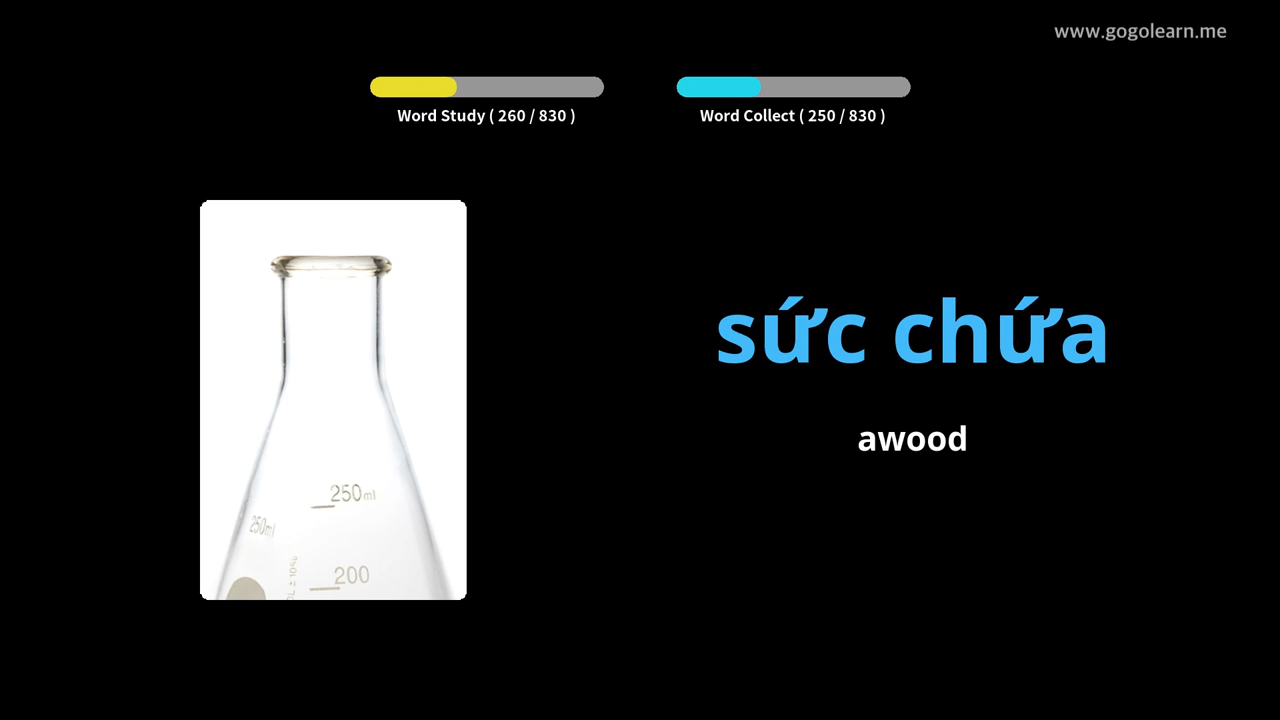 www.gogolearn.me
Word Study ( 260 / 830 )
Word Collect ( 250 / 830 )
sức chứa
awood
250ml
250ml
200